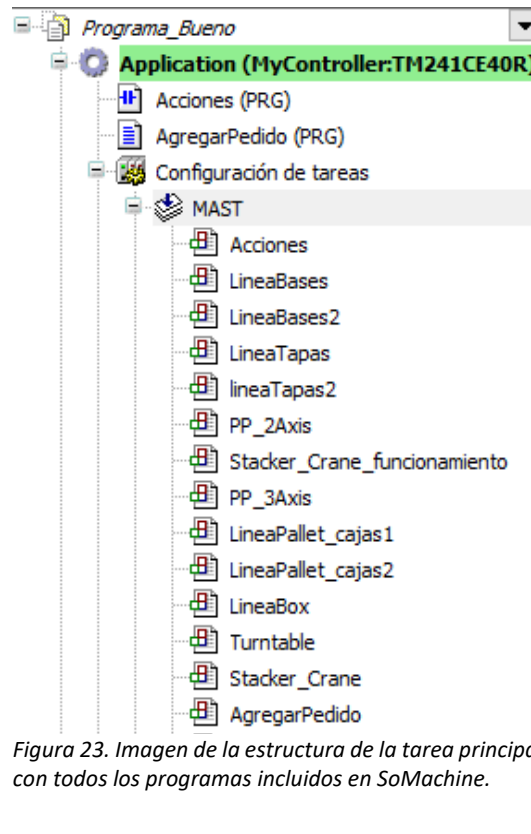 Programa_Bueno
Application (MyController:TM241CE40R)
Acciones (PRG)
AgregarPedido (PRG)
Configuración de tareas
MAST
Acciones
LineaBases
LineaBases2
LineaTapas
lineaTapas2
PP_2Axis
Stacker_Crane_funcionamiento
PP_3Axis
LineaPallet_cajas1
LineaPallet_cajas2
LineaBox
Turntable
Stacker_Crane
AgregarPedido
Figura 23. Imagen de la estructura de la tarea principa
con todos los programas incluidos en SoMachine.